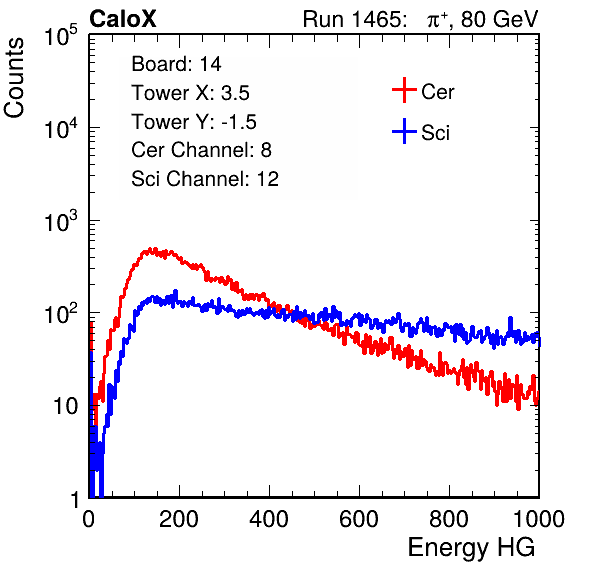 CaloX Run 1465: π⁺, 80 GeV
Counts
10⁵
10⁴
10³
10²
10
1
Board: 14
Tower X: 3.5
Tower Y: -1.5
Cer Channel: 8
Sci Channel: 12
Cer
Sci
0 200 400 600 800 1000
Energy HG